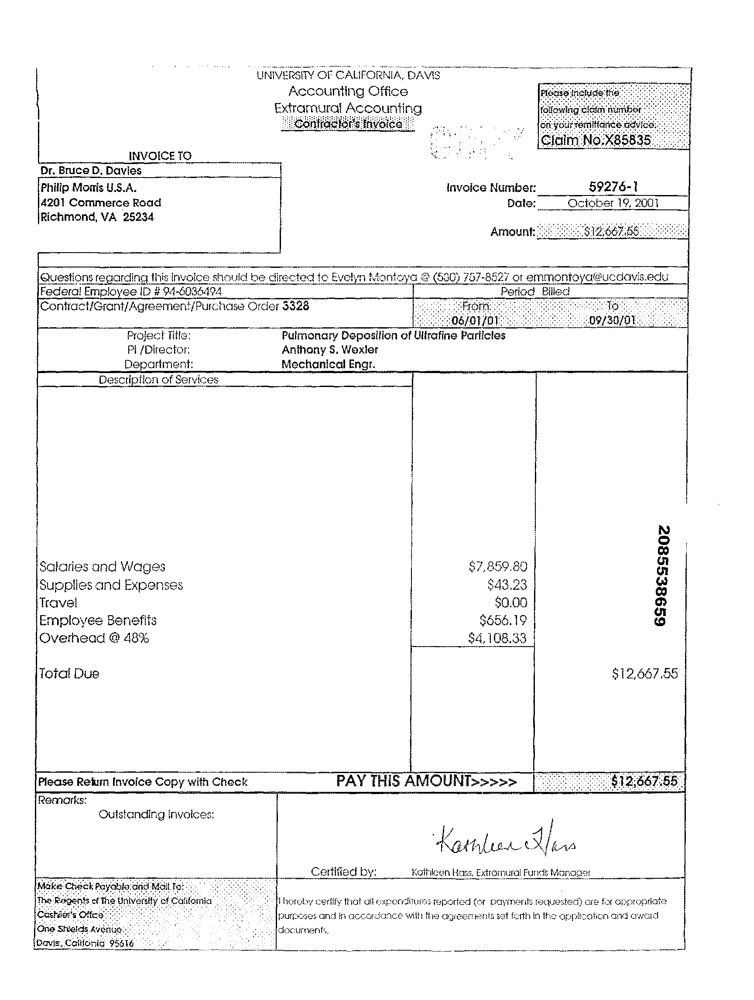 UNIVERSITY OF CALIFORNIA, DAVIS
Accounting Office
Extramural Accounting
Contractor's Invoice
Please include the
following claim number
on your remittance advice.
Claim No.X85835
INVOICE TO
Dr. Bruce D. Davies
Philip Morris U.S.A.
4201 Commerce Road
Richmond, VA 25234
Invoice Number: 59276-1
Date: October 19, 2001
Amount: $12,667.55
Questions regarding this invoice should be directed to Evelyn Montoya @ (530) 757-8527 or emmontoya@ucdavis.edu
Federal Employee ID # 94-6036494 Period Billed
Contract/Grant/Agreement/Purchase Order 3328 From To
06/01/01 09/30/01
Project Title: Pulmonary Deposition of Ultrafine Particles
PI /Director: Anthony S. Wexler
Department: Mechanical Engr.
Description of Services
Salaries and Wages $7,859.80
Supplies and Expenses $43.23
Travel $0.00
Employee Benefits $656.19
Overhead @ 48% $4,108.33
Total Due $12,667.55
2085538659
Please Return Invoice Copy with Check PAY THIS AMOUNT>>>>> $12,667.55
Remarks:
Outstanding Invoices:
Kathleen Hass
Certified by: Kathleen Hass, Extramural Funds Manager
Make Check Payable and Mail To:
The Regents of The University of California
Cashier's Office
One Shields Avenue
Davis, California 95616
I hereby certify that all expenditures reported (or payments requested) are for appropriate
purposes and in accordance with the agreements set forth in the application and award
documents.